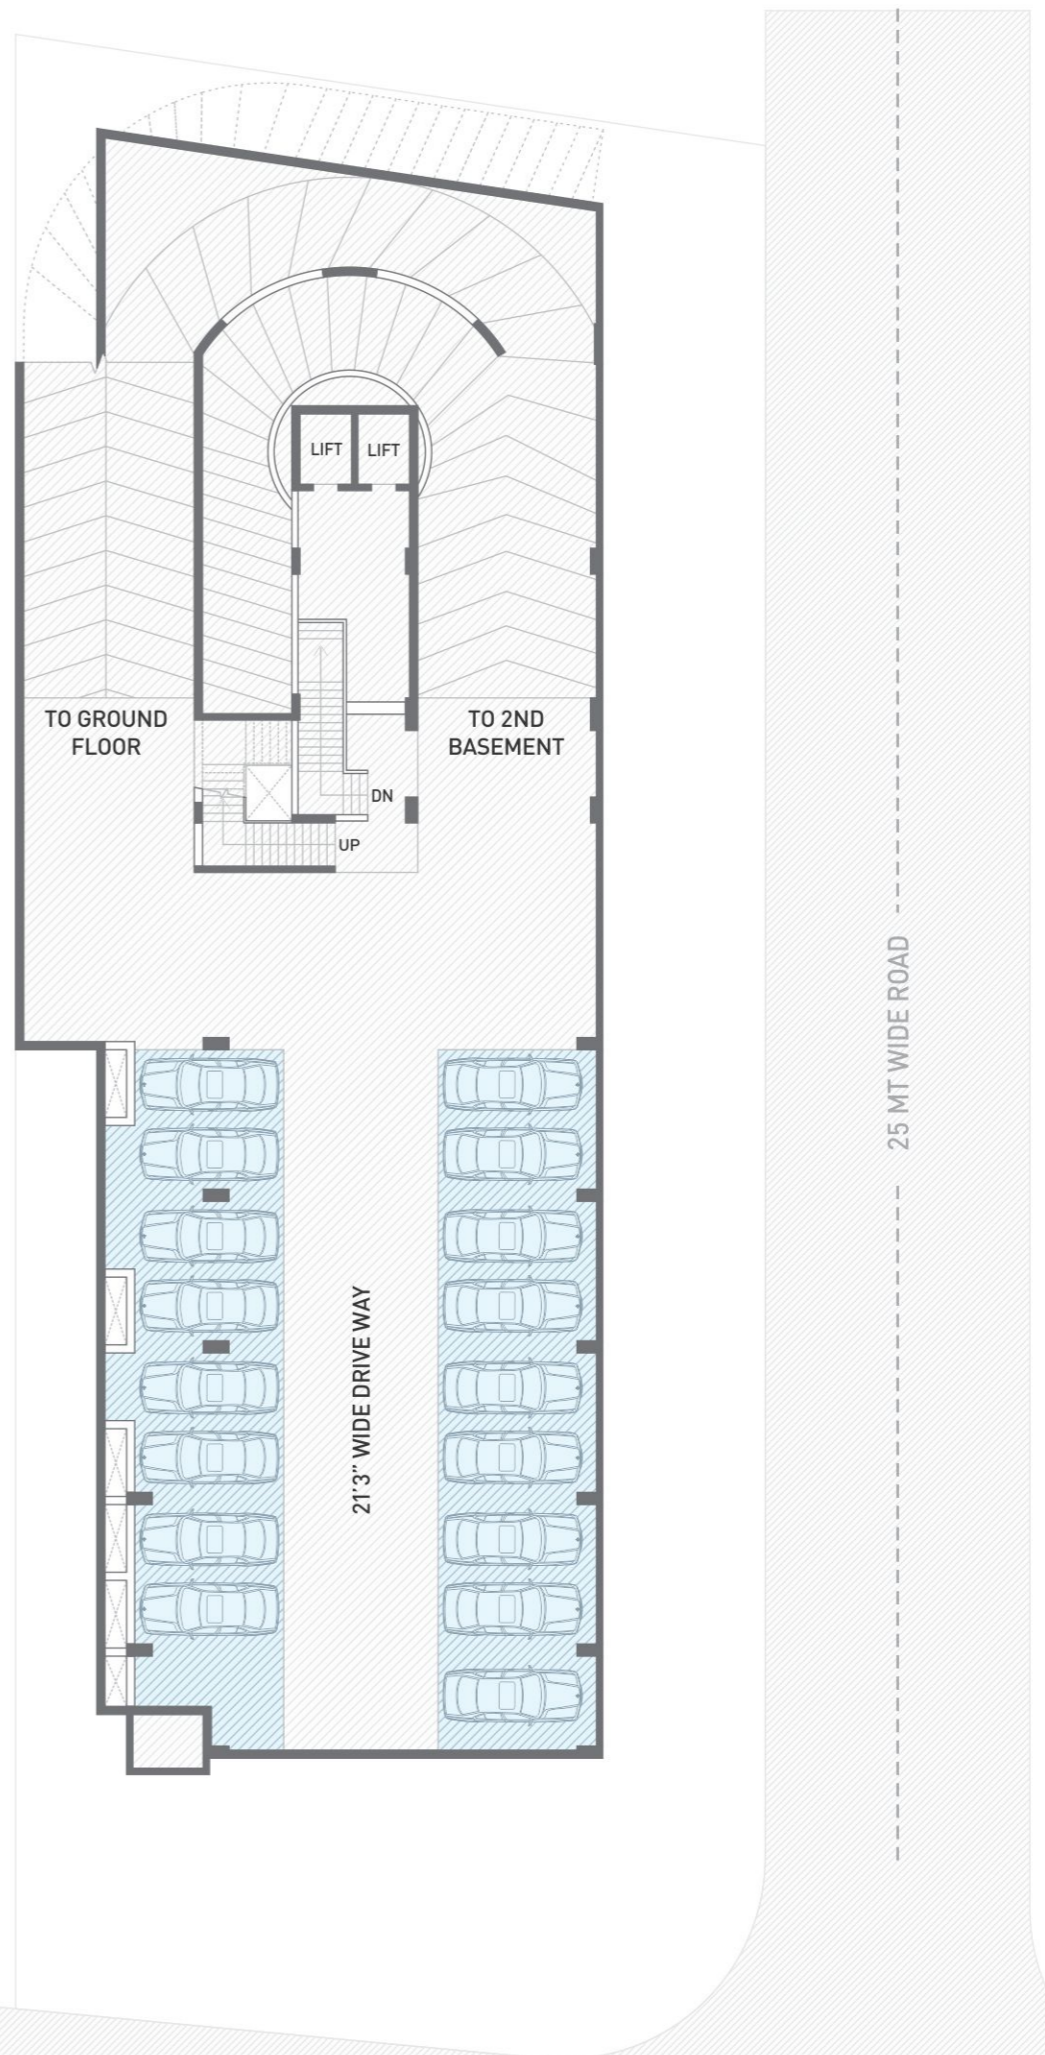 LIFT
LIFT
TO GROUND
FLOOR
TO 2ND
BASEMENT
DN
UP
25 MT WIDE ROAD
21'3" WIDE DRIVE WAY